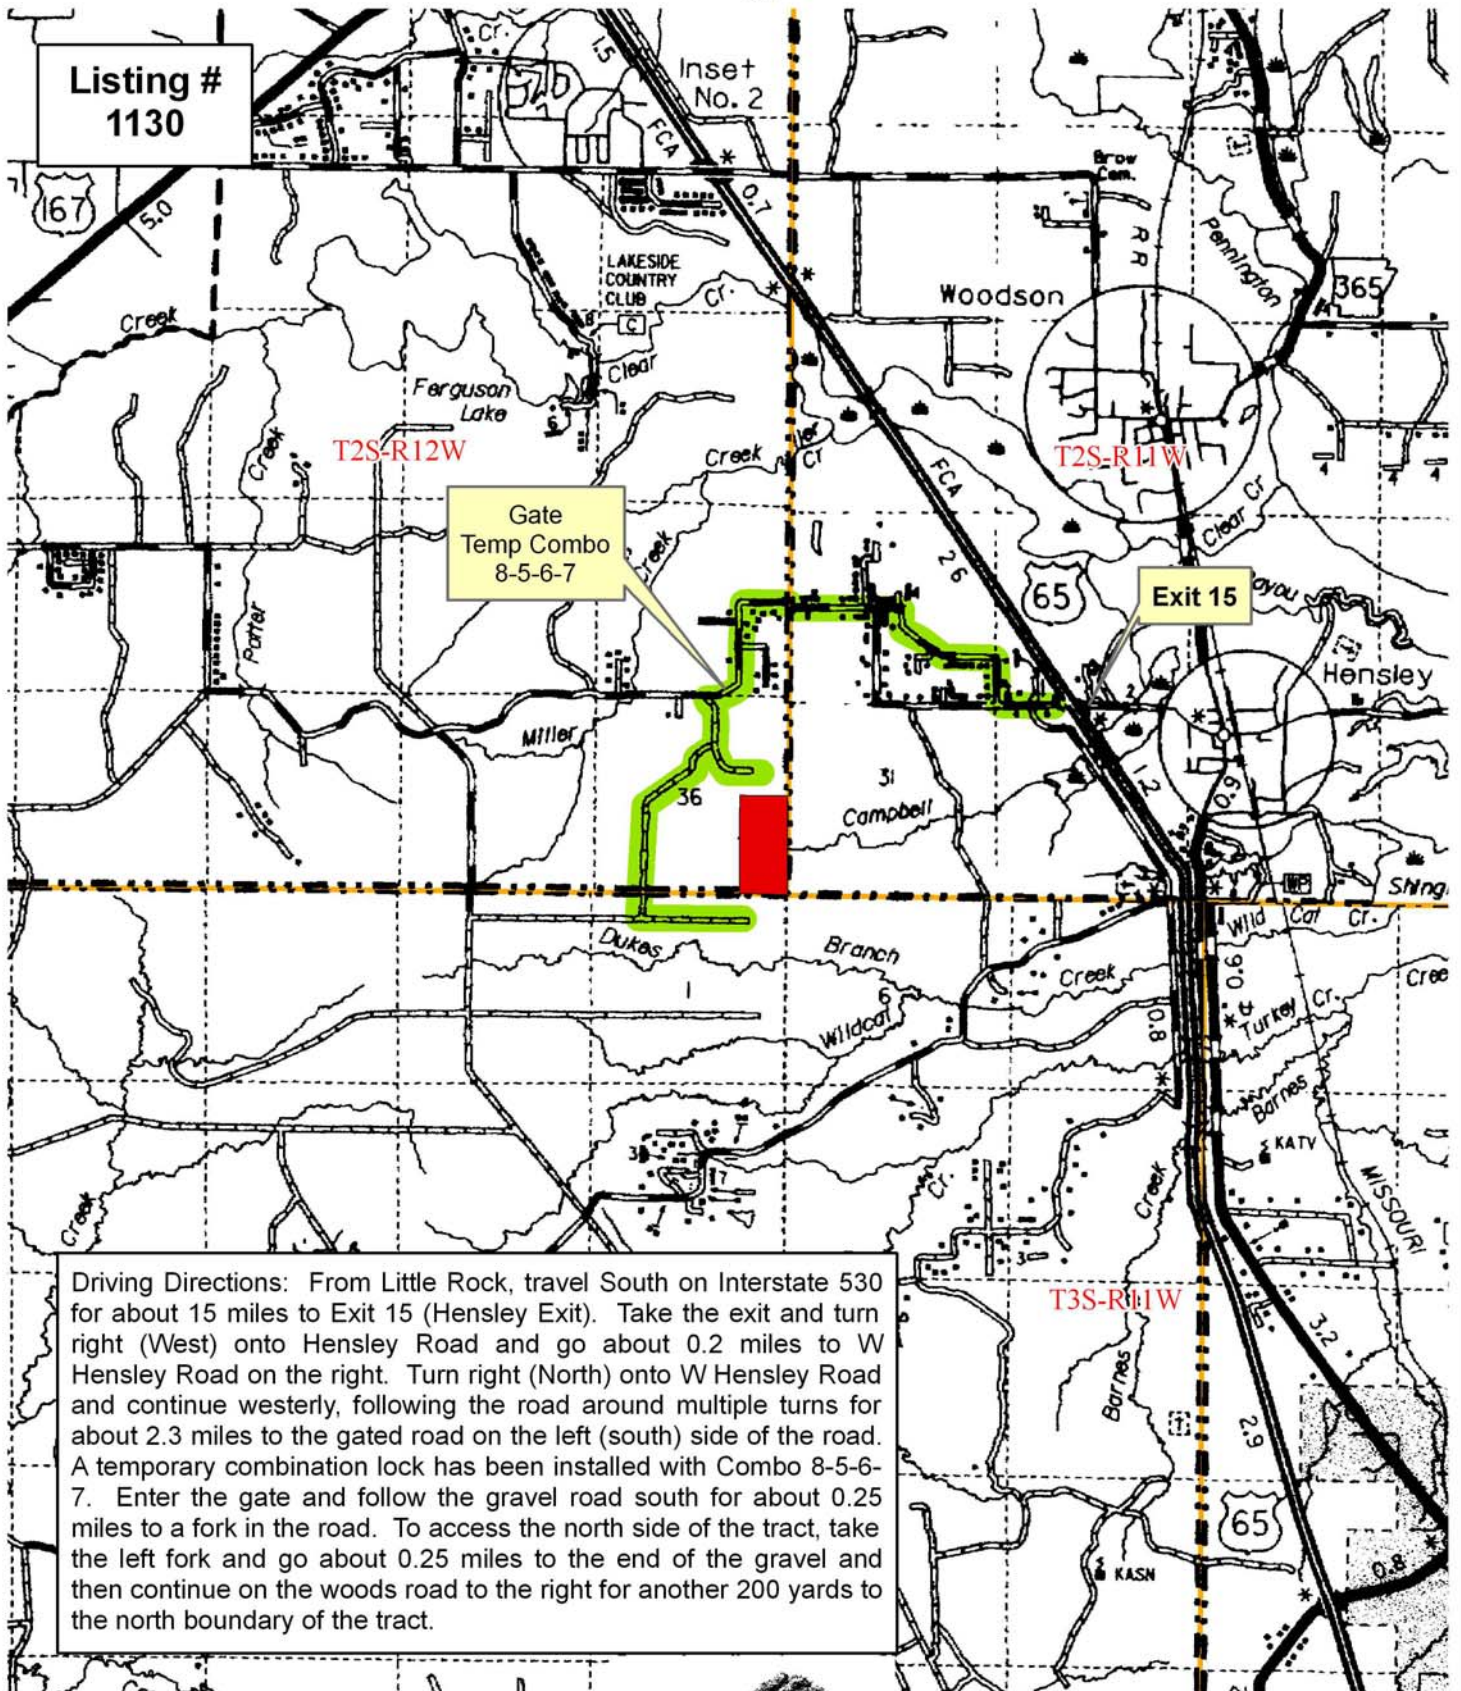 Listing #
1130
Cr.
1.5
Inset
No. 2
FCA
167
5.0
0.7
Brow
Cem.
RR
Pennington
365
LAKESIDE
COUNTRY
CLUB
C
Cr.
Woodson
Creek
Ferguson
Lake
Clear
6
Creek
T2S-R12W
Creek
Cr
T2S-R11W
4
4
4
FCA
Clear Cr
Gate
Temp Combo
8-5-6-7
Creek
2.6
65
Exit 15
ayou
Potter
Hensley
2
Miller
31
36
1.2
0.9
Campbell
Shing
Wild Cat Cr.
Dukes
Branch
Creek
0.6
Cree
1
6
Wildcat
0.8
Turkey Cr.
Barnes
KATV
3
17
Cr.
Creek
MISSOURI
Creek
3
T3S-R11W
3.2
Driving Directions: From Little Rock, travel South on Interstate 530
for about 15 miles to Exit 15 (Hensley Exit). Take the exit and turn
right (West) onto Hensley Road and go about 0.2 miles to W
Hensley Road on the right. Turn right (North) onto W Hensley Road
and continue westerly, following the road around multiple turns for
about 2.3 miles to the gated road on the left (south) side of the road.
A temporary combination lock has been installed with Combo 8-5-6-
7. Enter the gate and follow the gravel road south for about 0.25
miles to a fork in the road. To access the north side of the tract, take
the left fork and go about 0.25 miles to the end of the gravel and
then continue on the woods road to the right for another 200 yards to
the north boundary of the tract.
Barnes
2.9
65
KASN
0.8